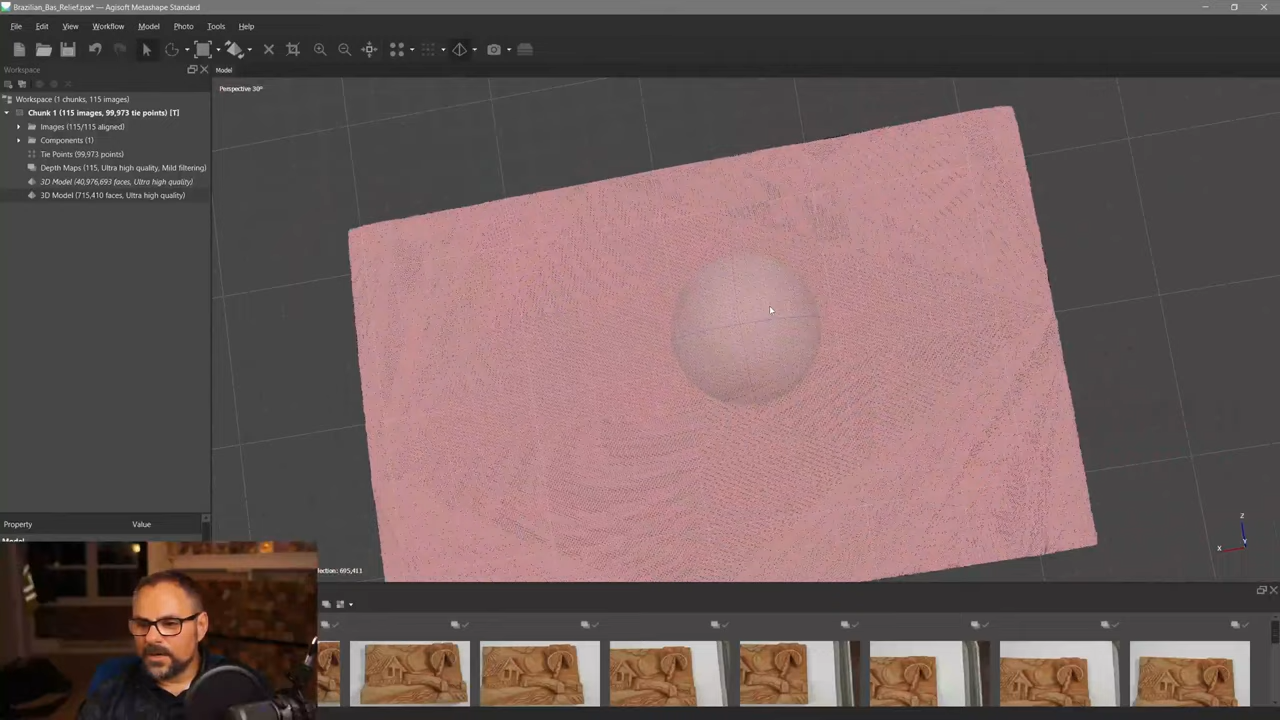 Brazilian_Bas_Relief.psx* — Agisoft Metashape Standard
File Edit View Workflow Model Photo Tools Help
Workspace
Model
Workspace (1 chunks, 115 images)
Perspective 30°
Chunk 1 (115 images, 99,973 tie points) [T]
Images (115/115 aligned)
Components (1)
Tie Points (99,973 points)
Depth Maps (115, Ultra high quality, Mild filtering)
3D Model (40,976,693 faces, Ultra high quality)
3D Model (715,410 faces, Ultra high quality)
Z
Y
X
Property Value
Model
lection: 695,411